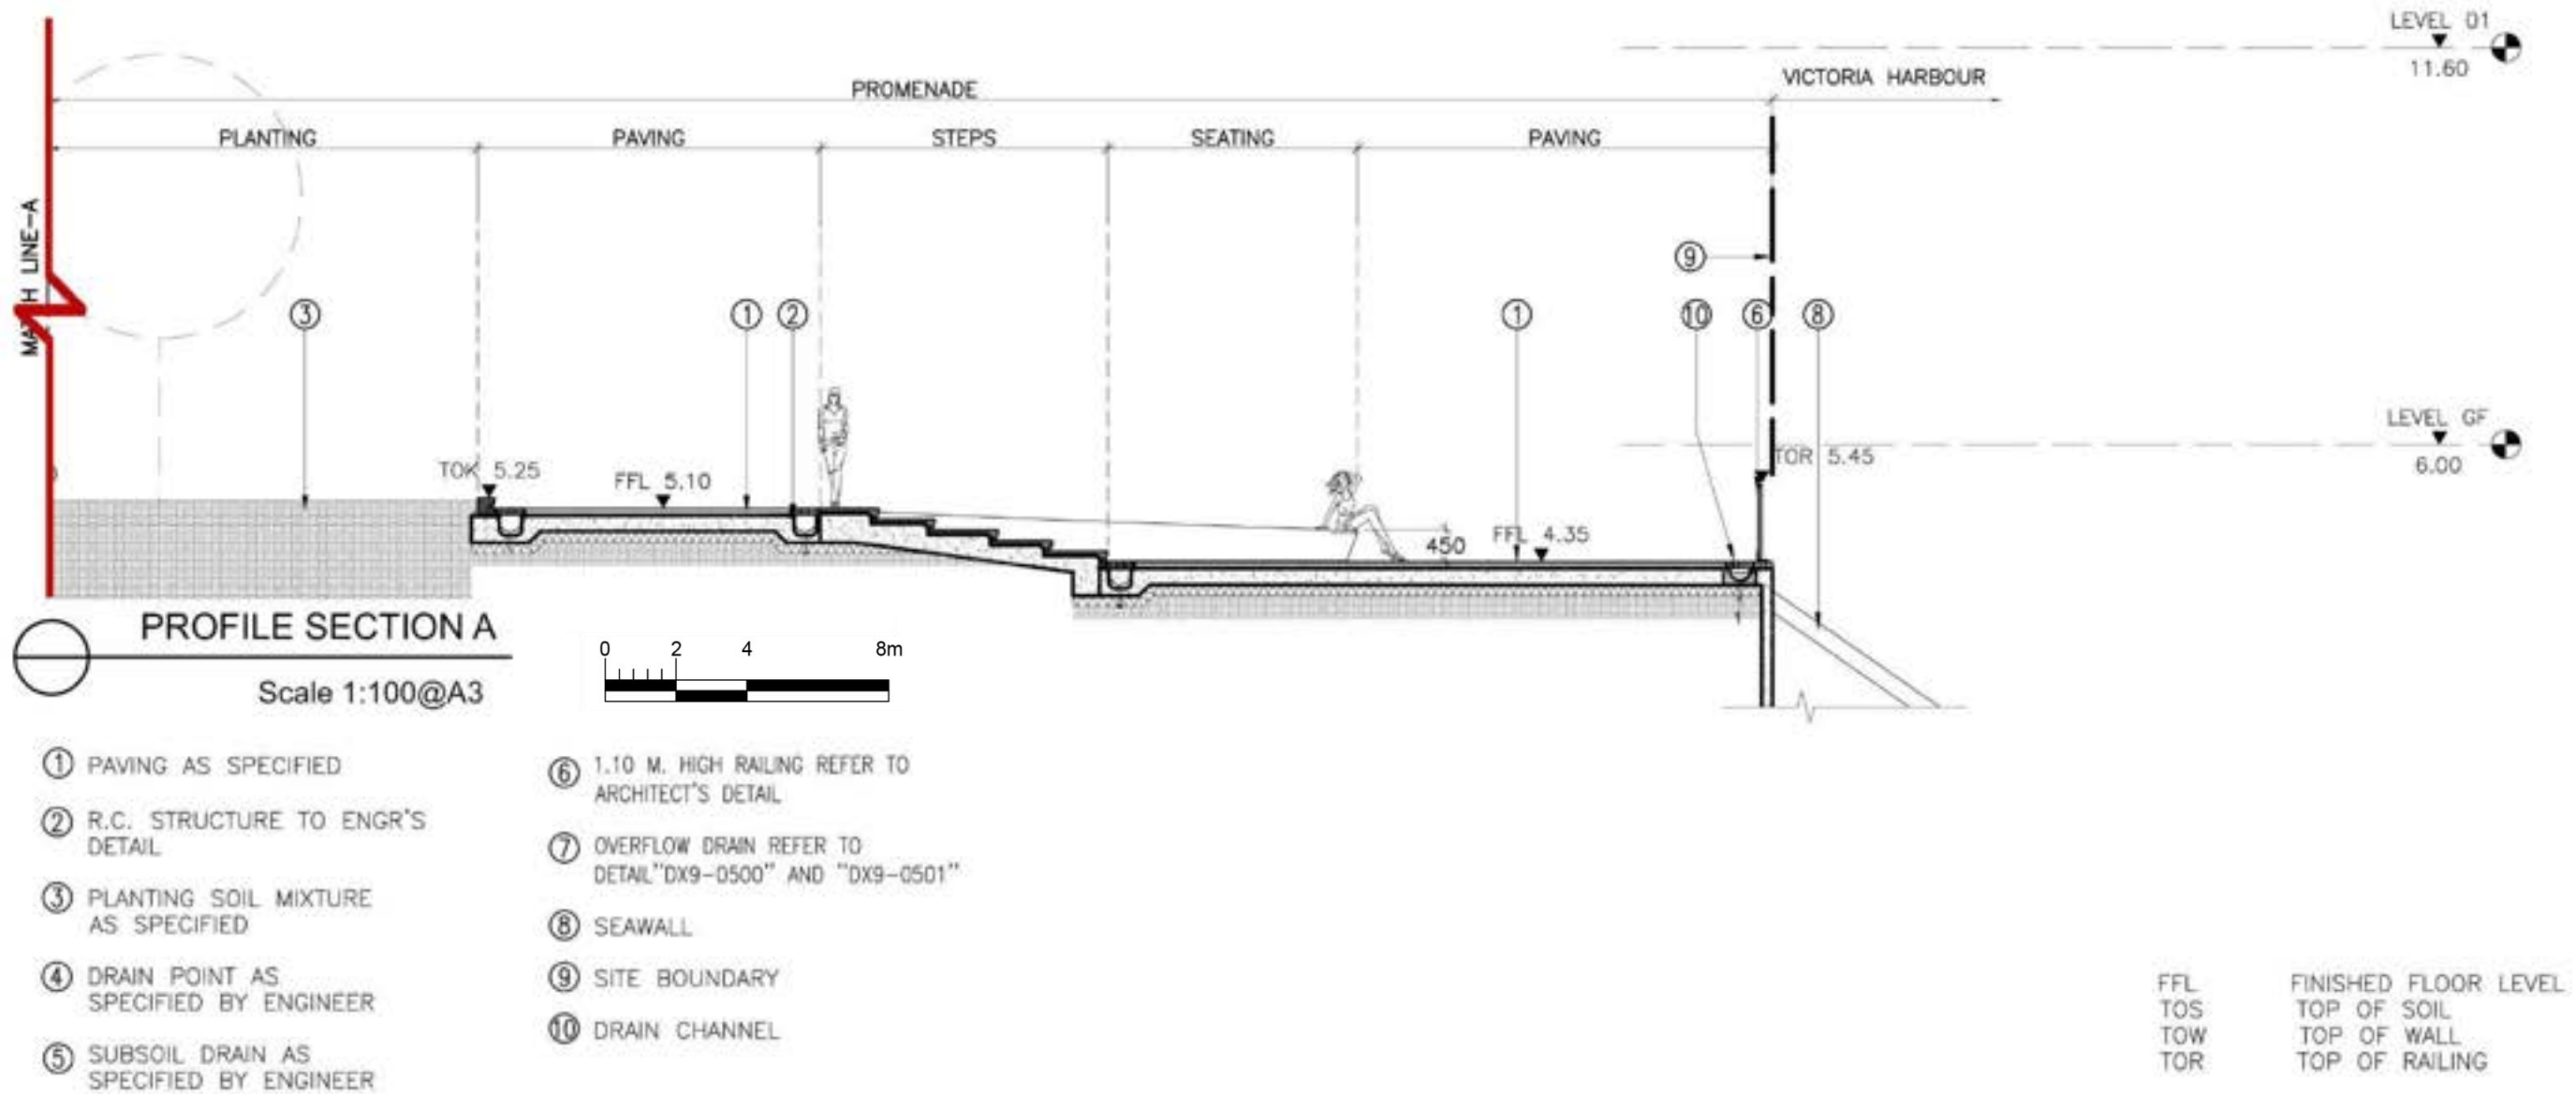 LEVEL 01
11.60
PROMENADE
VICTORIA HARBOUR
PLANTING
PAVING
STEPS
SEATING
PAVING
MATCH LINE-A
9
3
1
2
1
10
6
8
LEVEL GF
6.00
TOK 5.25
FFL 5.10
TOR 5.45
450
FFL 4.35
PROFILE SECTION A
Scale 1:100@A3
0 2 4 8m
1 PAVING AS SPECIFIED
2 R.C. STRUCTURE TO ENGR'S
DETAIL
3 PLANTING SOIL MIXTURE
AS SPECIFIED
4 DRAIN POINT AS
SPECIFIED BY ENGINEER
5 SUBSOIL DRAIN AS
SPECIFIED BY ENGINEER
6 1.10 M. HIGH RAILING REFER TO
ARCHITECT'S DETAIL
7 OVERFLOW DRAIN REFER TO
DETAIL"DX9-0500" AND "DX9-0501"
8 SEAWALL
9 SITE BOUNDARY
10 DRAIN CHANNEL
FFL FINISHED FLOOR LEVEL
TOS TOP OF SOIL
TOW TOP OF WALL
TOR TOP OF RAILING